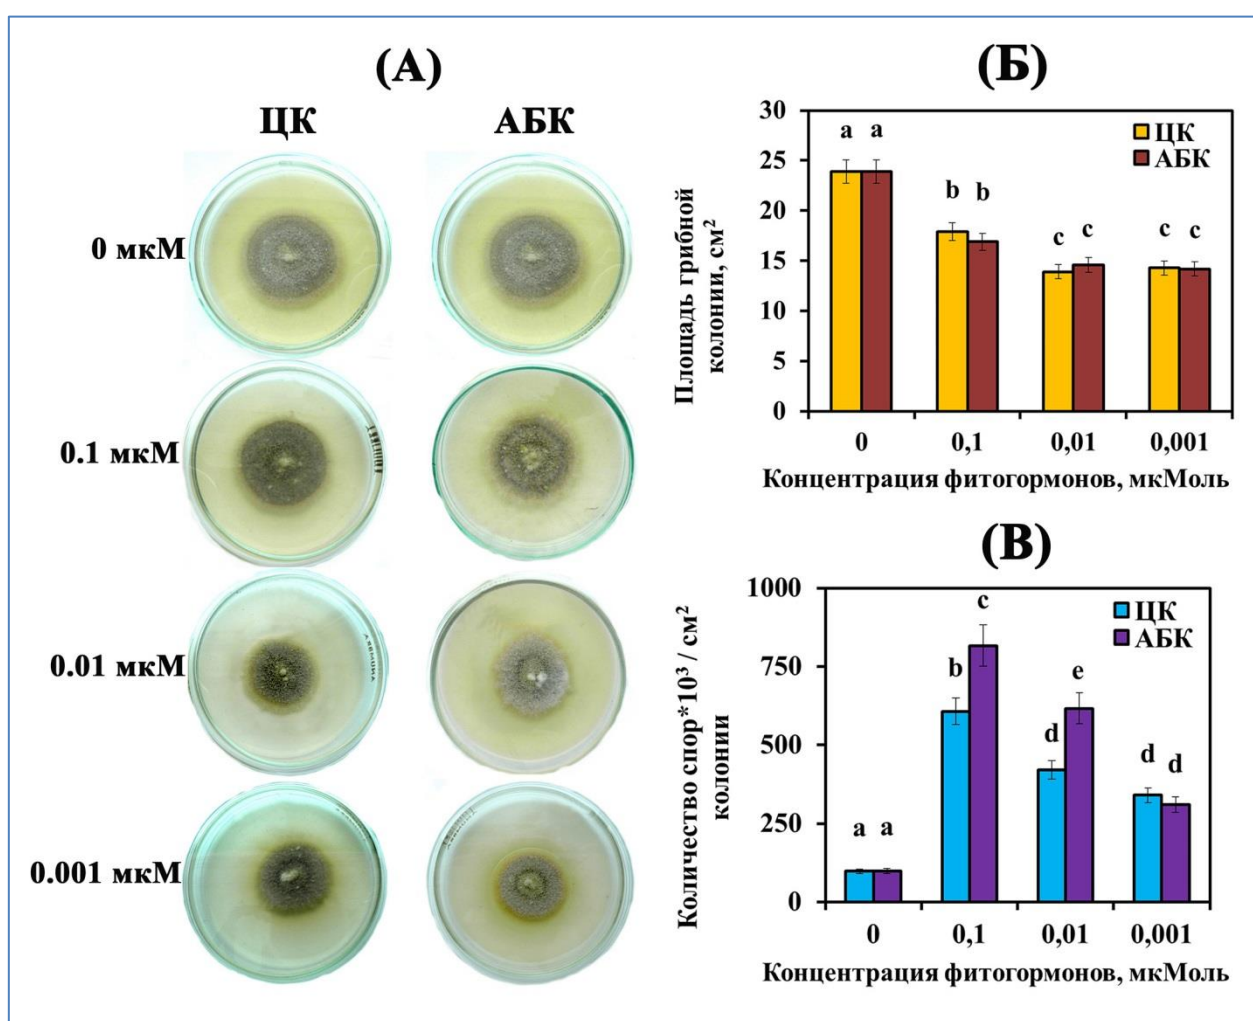 (А)
ЦК
АБК
0 мкМ
0.1 мкМ
0.01 мкМ
0.001 мкМ
(Б)
30
25
20
15
10
5
0
Площадь грибной
колонии, см²
a a
b b
c c
c c
ЦК
АБК
0 0,1 0,01 0,001
Концентрация фитогормонов, мкМоль
(В)
1000
750
500
250
0
Количество спор*10³ / см²
колонии
a a
b c
d e
d d
ЦК
АБК
0 0,1 0,01 0,001
Концентрация фитогормонов, мкМоль